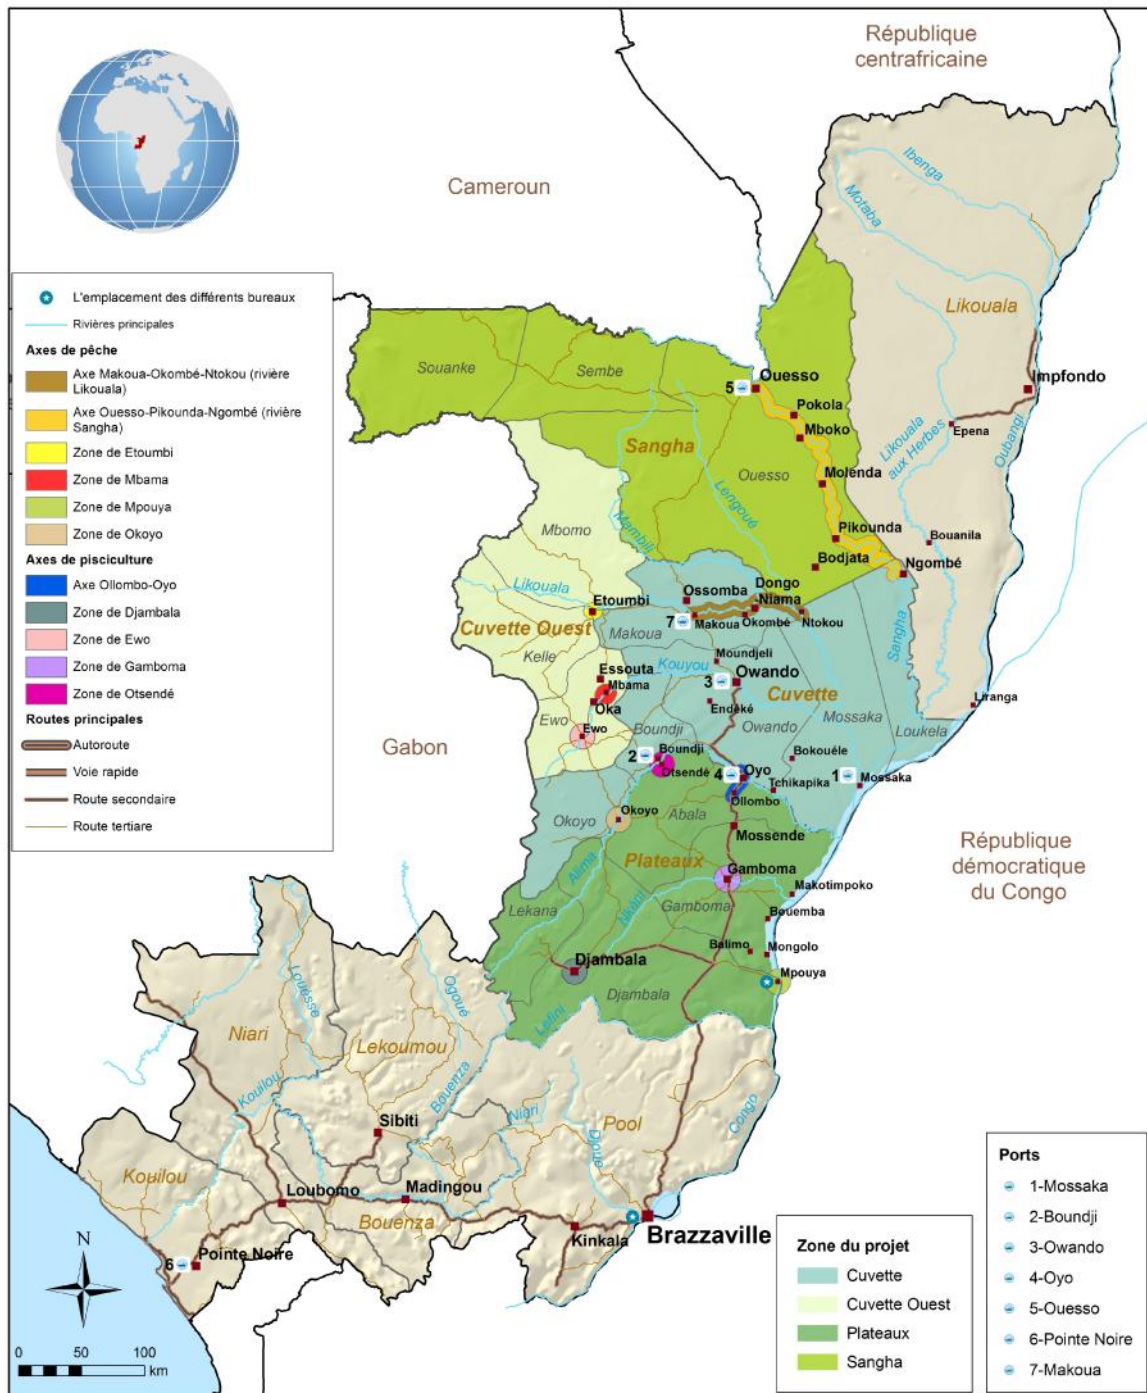 République
centrafricaine
Cameroun
Ibenga
Motaba
Likouala
L'emplacement des différents bureaux
Rivières principales
Axes de pêche
Axe Makoua-Okombé-Ntokou (rivière
Likouala)
Axe Ouesso-Pikounda-Ngombé (rivière
Sangha)
Zone de Etoumbi
Zone de Mbama
Zone de Mpouya
Zone de Okoyo
Axes de pisciculture
Axe Ollombo-Oyo
Zone de Djambala
Zone de Ewo
Zone de Gamboma
Zone de Otsendé
Routes principales
Autoroute
Voie rapide
Route secondaire
Route tertiaire
Souanke
Sembe
5
Ouesso
Impfondo
Pokola
Mboko
Epena
Likouala
aux Herbes
Oubangi
Sangha
Ouesso
Molenda
Lengoué
Mambili
Mbomo
Pikounda
Bouanila
Bodjata
Ngombé
Likouala
Etoumbi
Ossomba
Dongo
Niama
7
Makoua
Okombé
Ntokou
Sangha
Cuvette Ouest
Makoua
Kelle
Moundjeli
Kouyou
Essouta
Mbama
3
Owando
Cuvette
Oka
Endéké
Liranga
Ewo
Ewo
Boundji
Owando
Mossaka
Loukela
Gabon
2
Boundji
Otsendé
Bokouéle
4
Oyo
Tchikapika
1
Mossaka
Ollombo
Okoyo
Okoyo
Abala
Mossende
République
démocratique
du Congo
Alima
Plateaux
Gamboma
Makotimpoko
Nkéni
Lekana
Gamboma
Bouemba
Balimo
Mongolo
Djambala
Mpouya
Djambala
Lefini
Louesse
Ogoué
Niari
Lekoumou
Kouilou
Bouenza
Niari
Sibiti
Pool
Djoue
Congo
Kouilou
Loubomo
Madingou
Bouenza
Kinkala
Brazzaville
6
Pointe Noire
N
0
50
100
km
Zone du projet
Cuvette
Cuvette Ouest
Plateaux
Sangha
Ports
1-Mossaka
2-Boundji
3-Owando
4-Oyo
5-Ouesso
6-Pointe Noire
7-Makoua